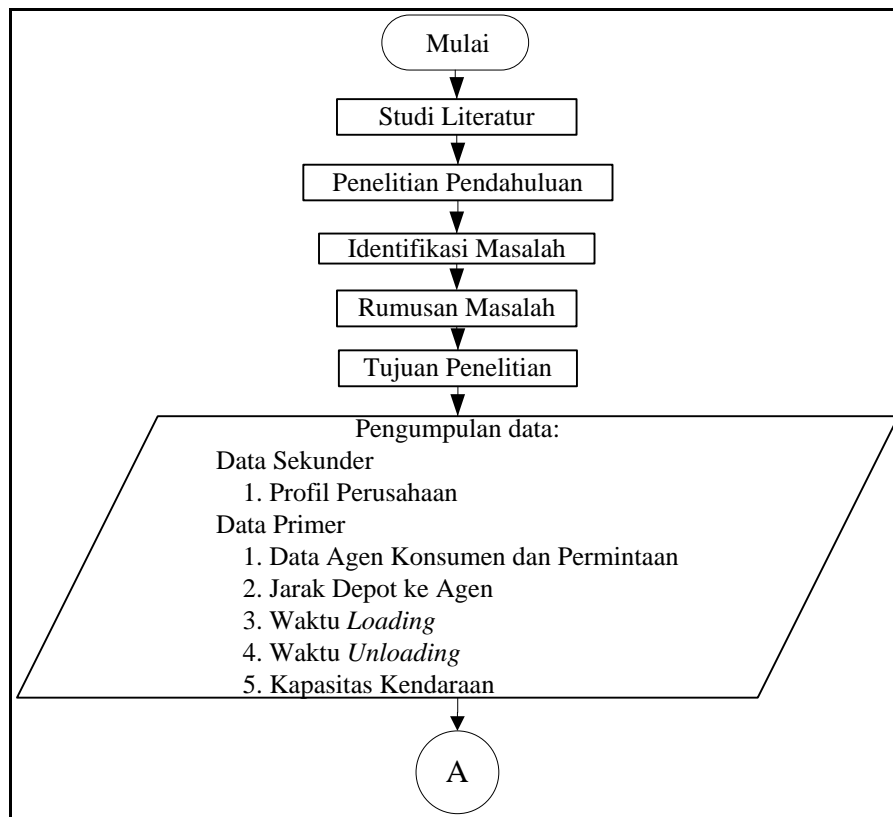 Mulai
Studi Literatur
Penelitian Pendahuluan
Identifikasi Masalah
Rumusan Masalah
Tujuan Penelitian
Pengumpulan data:
Data Sekunder
1. Profil Perusahaan
Data Primer
1. Data Agen Konsumen dan Permintaan
2. Jarak Depot ke Agen
3. Waktu Loading
4. Waktu Unloading
5. Kapasitas Kendaraan
A